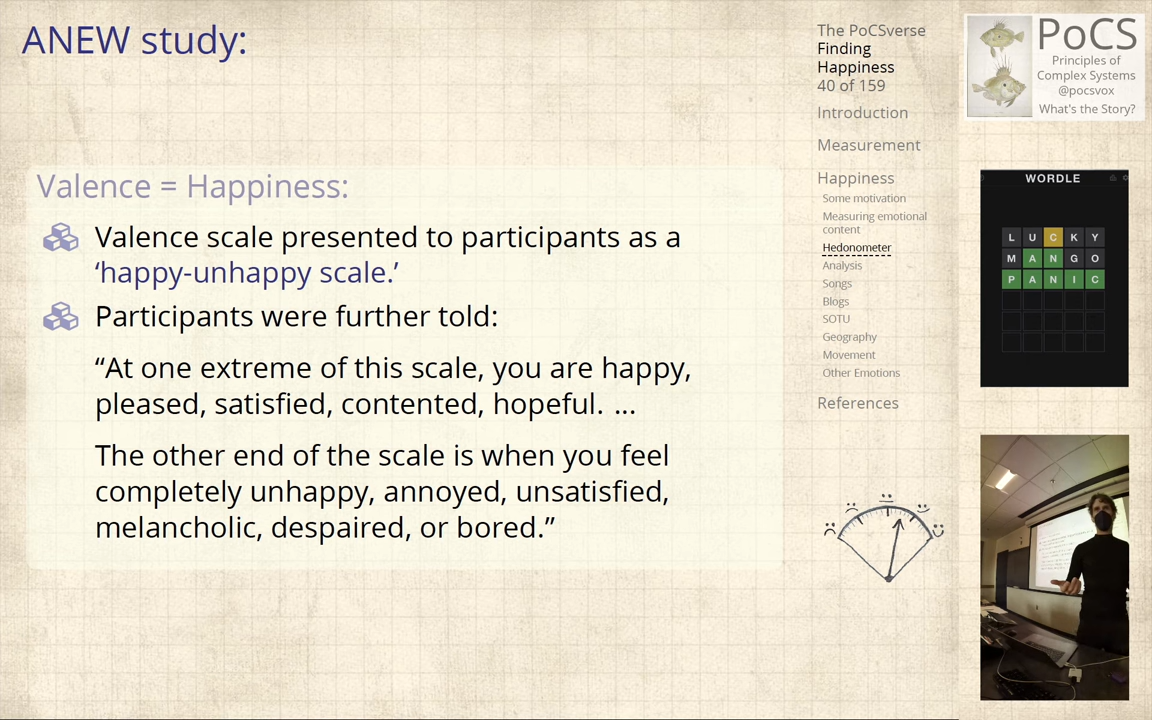 ANEW study:
Valence = Happiness:
Valence scale presented to participants as a
‘happy-unhappy scale.’
Participants were further told:
“At one extreme of this scale, you are happy,
pleased, satisfied, contented, hopeful. ...
The other end of the scale is when you feel
completely unhappy, annoyed, unsatisfied,
melancholic, despaired, or bored.”
The PoCSverse
Finding
Happiness
40 of 159
Introduction
Measurement
Happiness
Some motivation
Measuring emotional
content
Hedonometer
Analysis
Songs
Blogs
SOTU
Geography
Movement
Other Emotions
References
PoCS
Principles of
Complex Systems
@pocsvox
What's the Story?
WORDLE
LUCKY
MANGO
PANIC